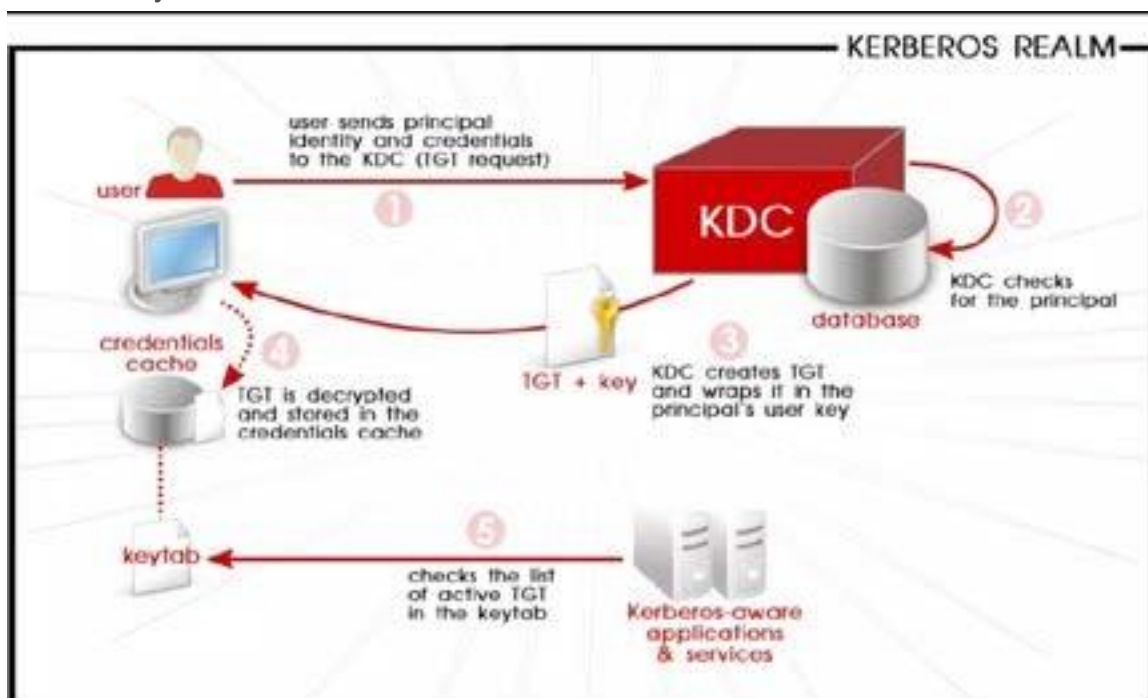 KERBEROS REALM
user sends principal
identity and credentials
to the KDC (TGT request)
user
1
KDC
2
KDC checks
for the principal
database
credentials
cache
4
TGT is decrypted
and stored in the
credentials cache
TGT + key
3
KDC creates TGT
and wraps it in the
principal's user key
keytab
5
checks the list
of active TGT
in the keytab
Kerberos-aware
applications
& services